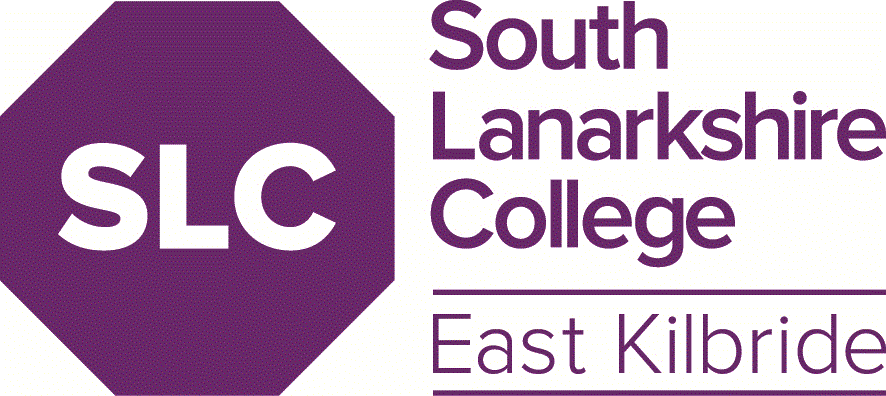 SLC
South
Lanarkshire
College
East Kilbride